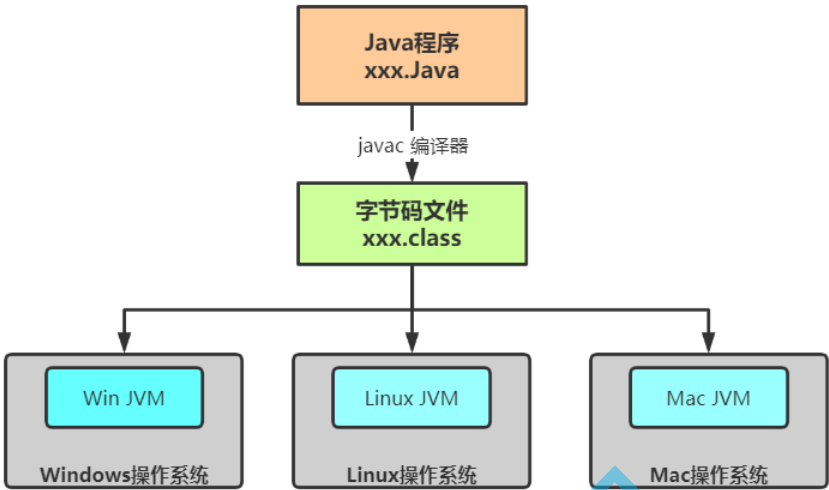 Java程序
xxx.Java
javac 编译器
字节码文件
xxx.class
Win JVM
Linux JVM
Mac JVM
Windows操作系统
Linux操作系统
Mac操作系统